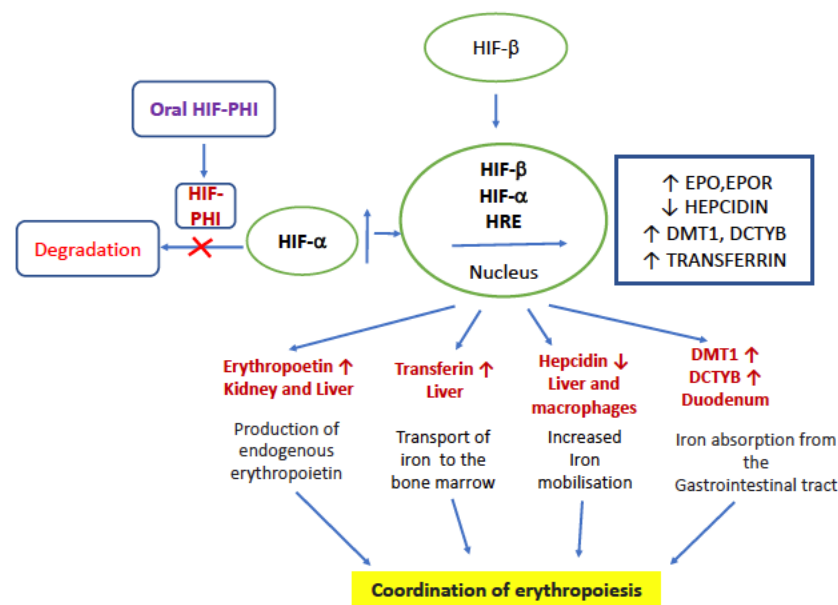 HIF-β
Oral HIF-PHI
HIF-
PHI
Degradation
HIF-α
HIF-β
HIF-α
HRE
Nucleus
↑ EPO,EPOR
↓ HEPCIDIN
↑ DMT1, DCTYB
↑ TRANSFERRIN
Erythropoetin ↑
Kidney and Liver
Production of
endogenous
erythropoietin
Transferin ↑
Liver
Transport of
iron to the
bone marrow
Hepcidin ↓
Liver and
macrophages
Increased
Iron
mobilisation
DMT1 ↑
DCTYB ↑
Duodenum
Iron absorption from
the
Gastrointestinal tract
Coordination of erythropoiesis